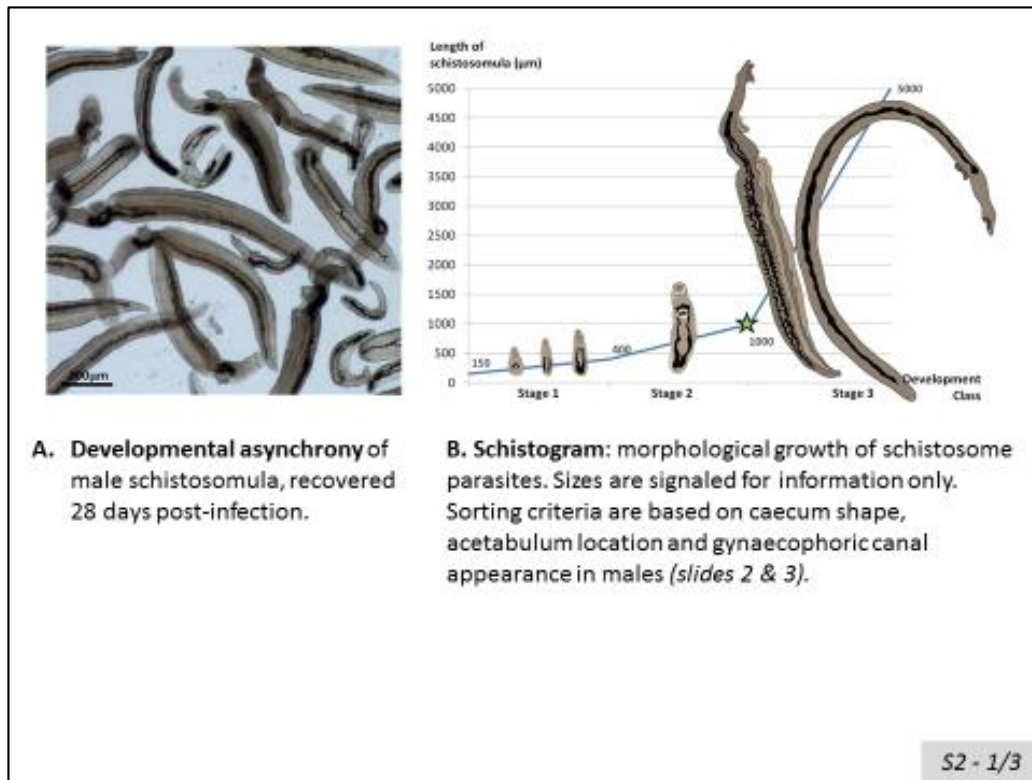 Length of
schistosomula (µm)
5000
4500
4000
3500
3000
2500
2000
1500
1000
500
0
150
400
1000
5000
Stage 1
Stage 2
Stage 3
Development
Class
A. Developmental asynchrony of
male schistosomula, recovered
28 days post-infection.
B. Schistogram: morphological growth of schistosome
parasites. Sizes are signaled for information only.
Sorting criteria are based on caecum shape,
acetabulum location and gynaecophoric canal
appearance in males (slides 2 & 3).
S2 - 1/3